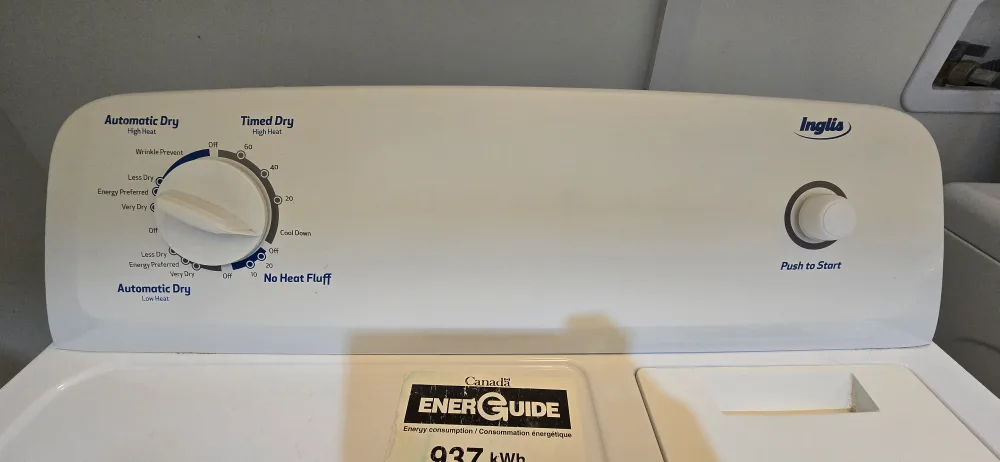 Automatic Dry
High Heat
Timed Dry
High Heat
Wrinkle Prevent
Off
60
40
20
Cool Down
Less Dry
Energy Preferred
Very Dry
Off
Less Dry
Energy Preferred
Very Dry
Off
10
20
Off
No Heat Fluff
Automatic Dry
Low Heat
Inglis
Push to Start
Canada
ENERGUIDE
Energy consumption / Consommation énergétique
937 kWh